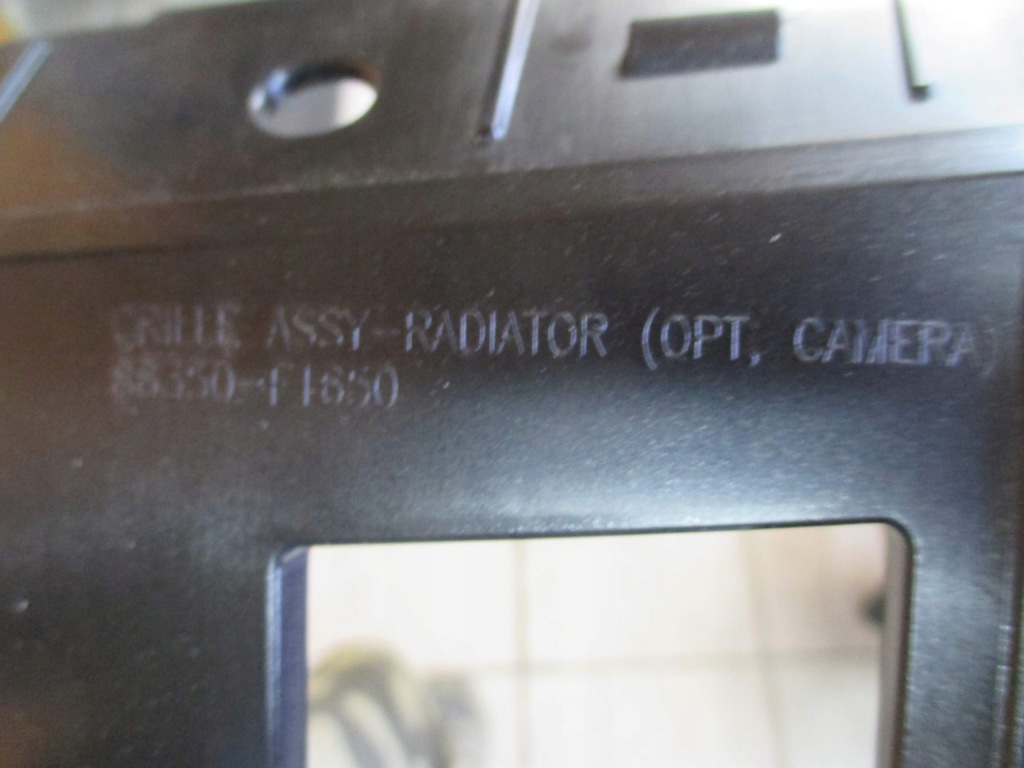 GRILLE ASSY-RADIATOR (OPT, CAMERA)
86350-F1650